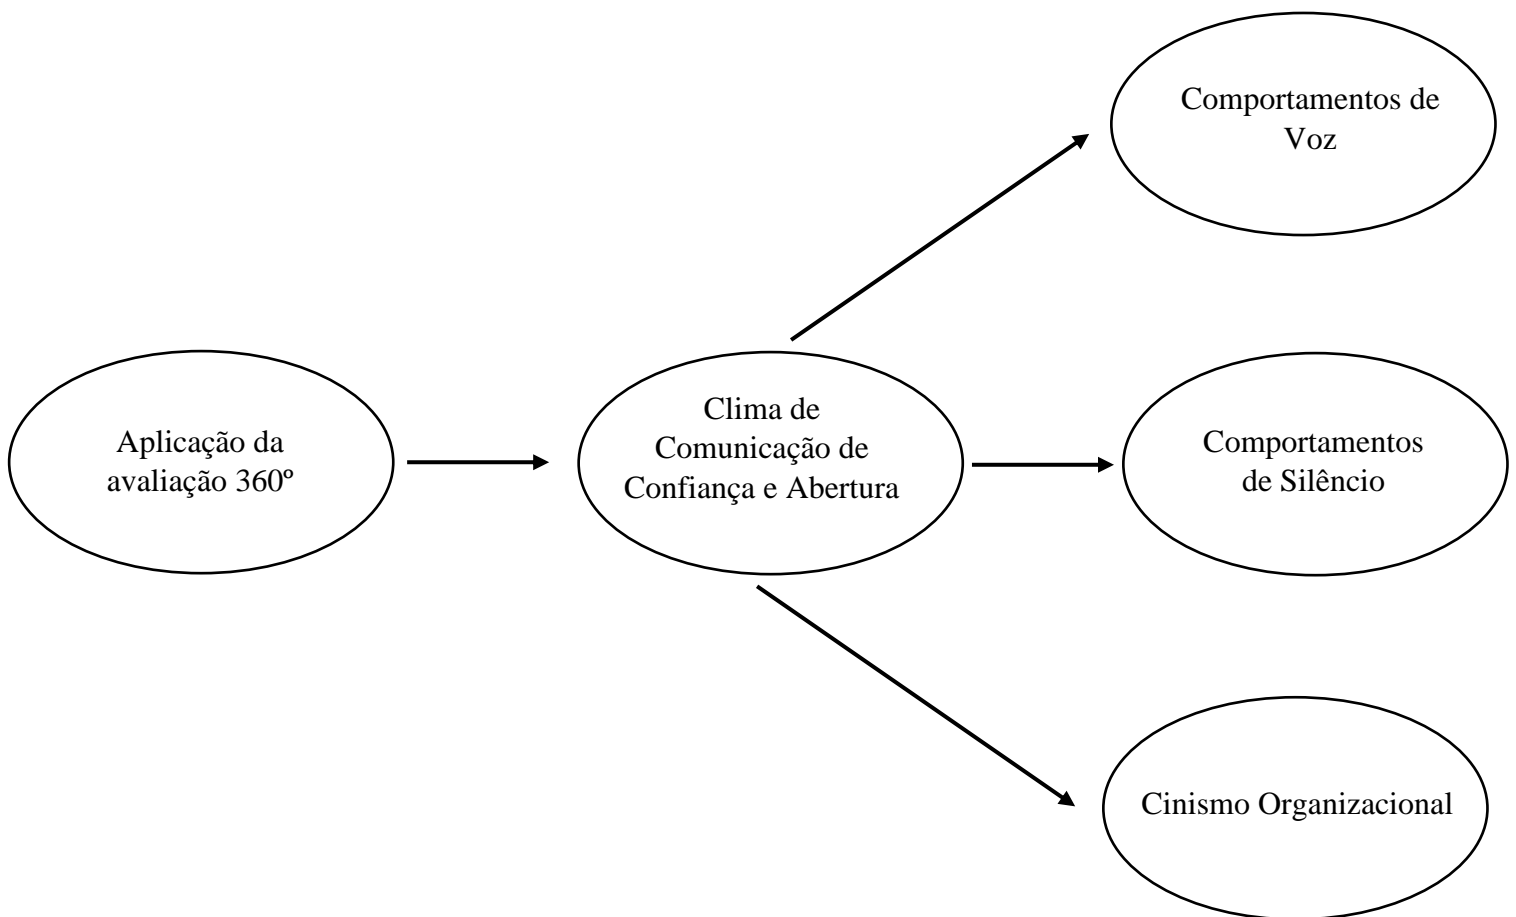 Comportamentos de
Voz
Aplicação da
avaliação 360º
Clima de
Comunicação de
Confiança e Abertura
Comportamentos
de Silêncio
Cinismo Organizacional